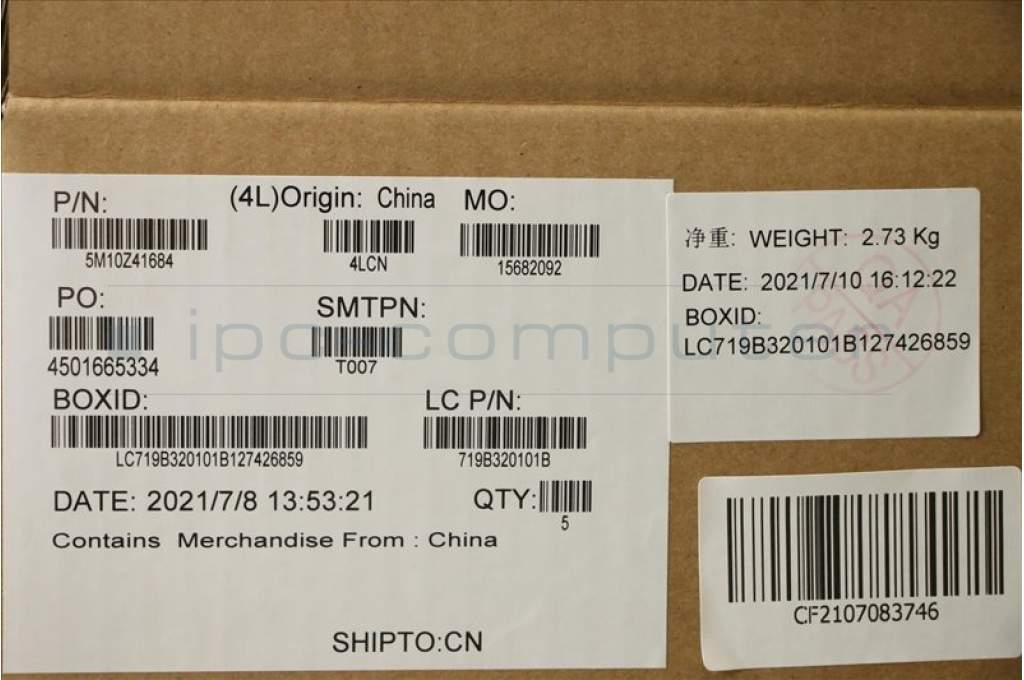 P/N: (4L)Origin: China MO:
5M10Z41684 4LCN 15682092
PO: SMTPN:
4501665334 T007
BOXID: LC P/N:
LC719B320101B127426859 719B320101B
DATE: 2021/7/8 13:53:21 QTY:
5
Contains Merchandise From : China
SHIPTO:CN
净重: WEIGHT: 2.73 Kg
DATE: 2021/7/10 16:12:22
BOXID:
LC719B320101B127426859
CF2107083746
ipc-computer